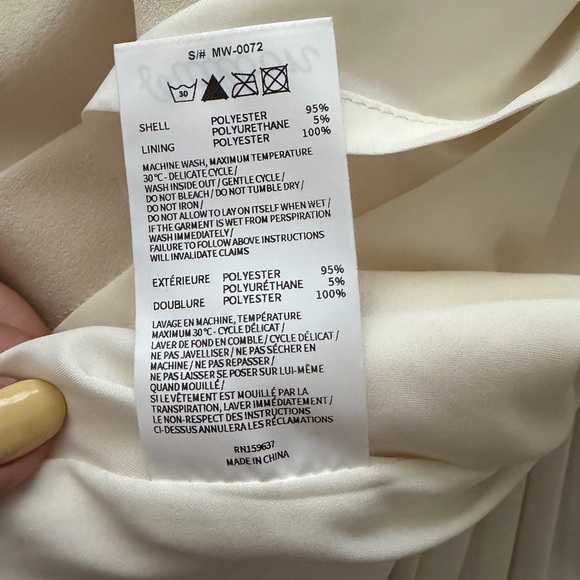 S/# MW-0072
30
SHELL POLYESTER 95%
POLYURETHANE 5%
LINING POLYESTER 100%
MACHINE WASH, MAXIMUM TEMPERATURE
30°C - DELICATE CYCLE /
WASH INSIDE OUT / GENTLE CYCLE /
DO NOT BLEACH / DO NOT TUMBLE DRY /
DO NOT IRON /
DO NOT ALLOW TO LAY ON ITSELF WHEN WET /
IF THE GARMENT IS WET FROM PERSPIRATION
WASH IMMEDIATELY /
FAILURE TO FOLLOW ABOVE INSTRUCTIONS
WILL INVALIDATE CLAIMS
EXTÉRIEURE POLYESTER 95%
POLYURÉTHANE 5%
DOUBLURE POLYESTER 100%
LAVAGE EN MACHINE, TEMPÉRATURE
MAXIMUM 30°C - CYCLE DÉLICAT /
LAVER DE FOND EN COMBLE / CYCLE DÉLICAT /
NE PAS JAVELLISER / NE PAS SÉCHER EN
MACHINE / NE PAS REPASSER /
NE PAS LAISSER SE POSER SUR LUI-MÊME
QUAND MOUILLÉ /
SI LE VÊTEMENT EST MOUILLÉ PAR LA
TRANSPIRATION, LAVER IMMÉDIATEMENT /
LE NON-RESPECT DES INSTRUCTIONS
CI-DESSUS ANNULERA LES RÉCLAMATIONS
RN159637
MADE IN CHINA